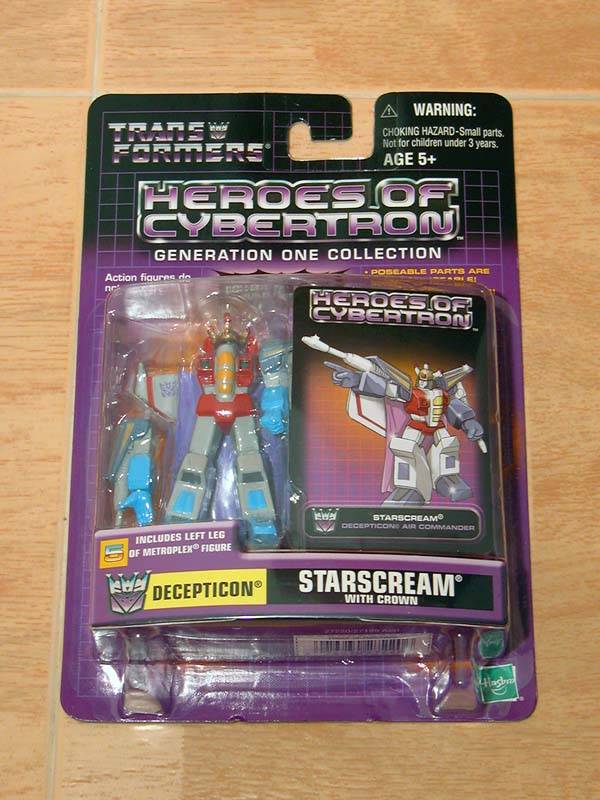 TRANSFORMERS®
HEROES OF
CYBERTRON™
GENERATION ONE COLLECTION
WARNING:
CHOKING HAZARD-Small parts.
Not for children under 3 years.
AGE 5+
Action figures do
• POSEABLE PARTS ARE
HEROES OF
CYBERTRON™
STARSCREAM®
DECEPTICON® AIR COMMANDER
5
INCLUDES LEFT LEG
OF METROPLEX® FIGURE
DECEPTICON®
STARSCREAM®
WITH CROWN
Hasbro